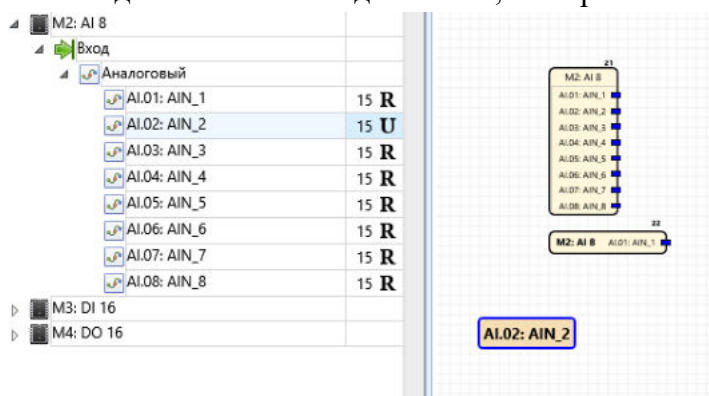 M2: AI 8
Вход
Аналоговый
AI.01: AIN_1 15 R
AI.02: AIN_2 15 U
AI.03: AIN_3 15 R
AI.04: AIN_4 15 R
AI.05: AIN_5 15 R
AI.06: AIN_6 15 R
AI.07: AIN_7 15 R
AI.08: AIN_8 15 R
M3: DI 16
M4: DO 16
21
M2: AI 8
AI.01: AIN_1
AI.02: AIN_2
AI.03: AIN_3
AI.04: AIN_4
AI.05: AIN_5
AI.06: AIN_6
AI.07: AIN_7
AI.08: AIN_8
22
M2: AI 8 AI.01: AIN_1
AI.02: AIN_2